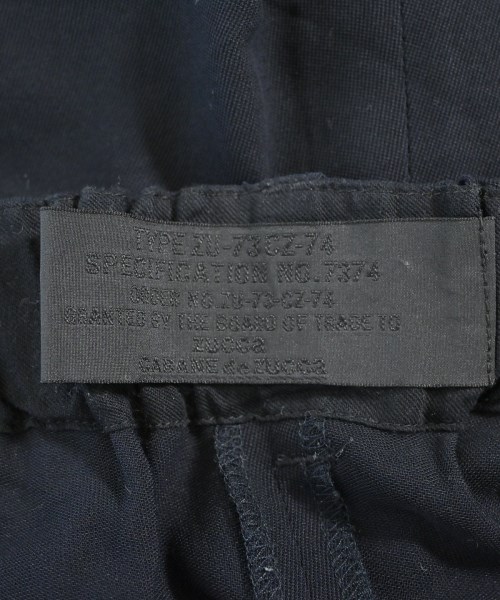 TYPE ZU-73CZ-74
SPECIFICATION NO.7374
ORDER NO.ZU-73-CZ-74
GRANTED BY THE BOARD OF TRADE TO
ZUCCa
CABANE de ZUCCa